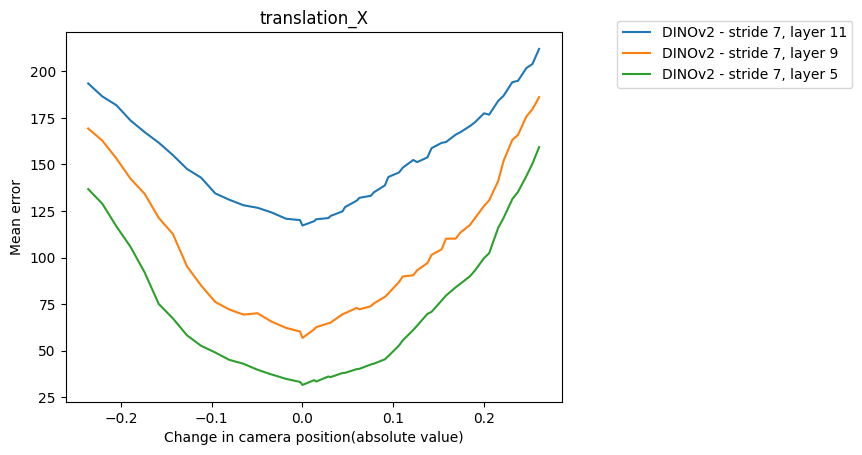 translation_X
DINOv2 - stride 7, layer 11
DINOv2 - stride 7, layer 9
DINOv2 - stride 7, layer 5
Mean error
200
175
150
125
100
75
50
25
−0.2
−0.1
0.0
0.1
0.2
Change in camera position(absolute value)